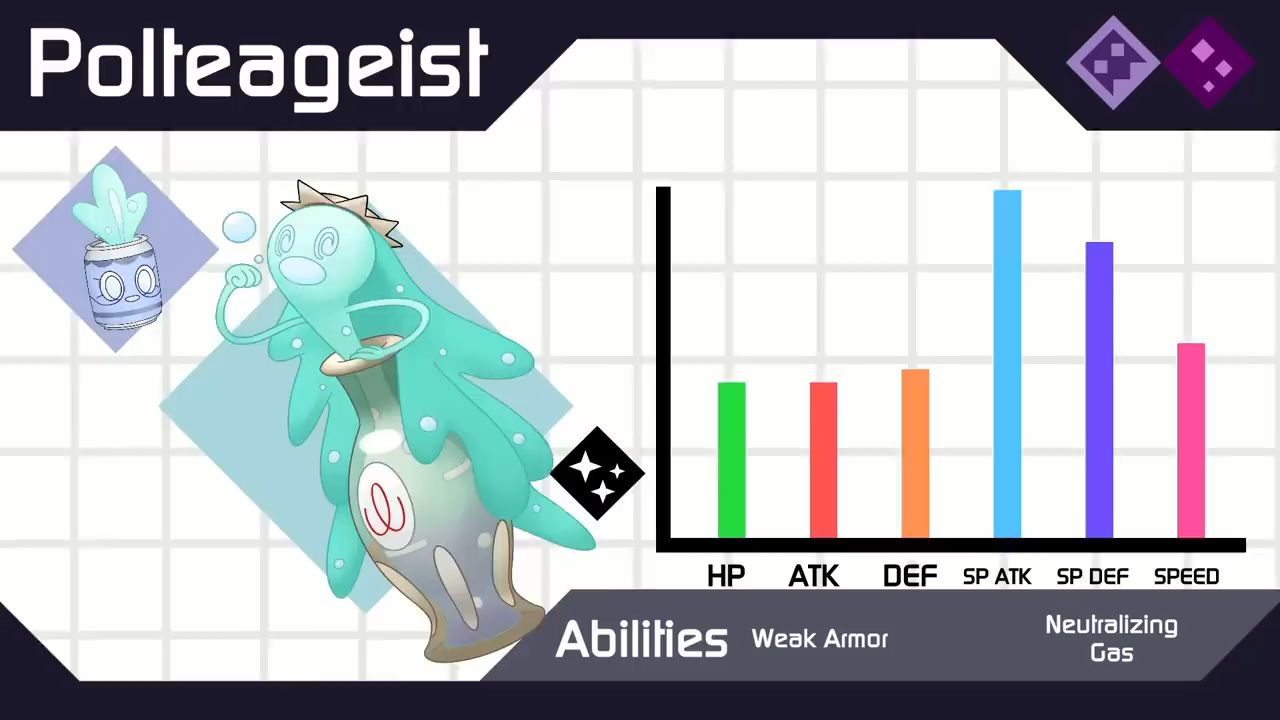 Polteageist
HP ATK DEF SP ATK SP DEF SPEED
Abilities Weak Armor Neutralizing
Gas